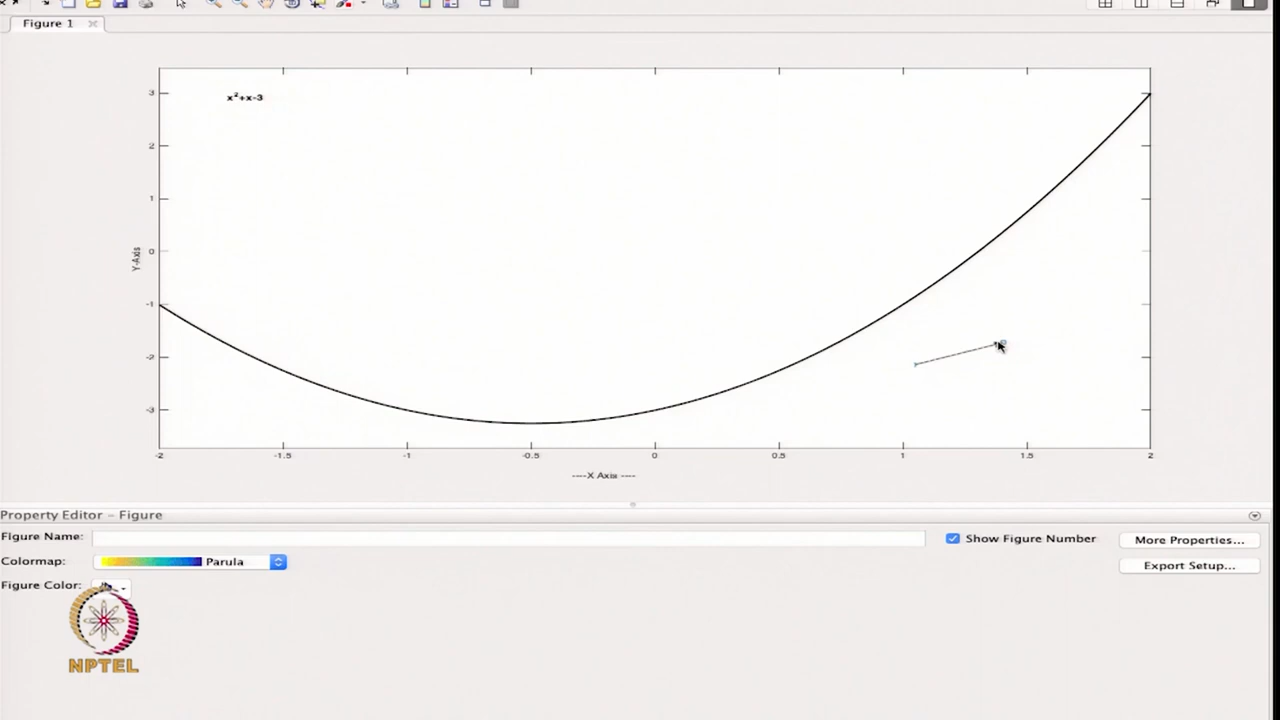 Figure 1
x²+x-3
3
2
1
0
-1
-2
-3
Y-Axis
-2 -1.5 -1 -0.5 0 0.5 1 1.5 2
----X Axis ----
Property Editor – Figure
Figure Name:
Show Figure Number
More Properties...
Colormap:
Parula
Export Setup...
Figure Color:
NPTEL